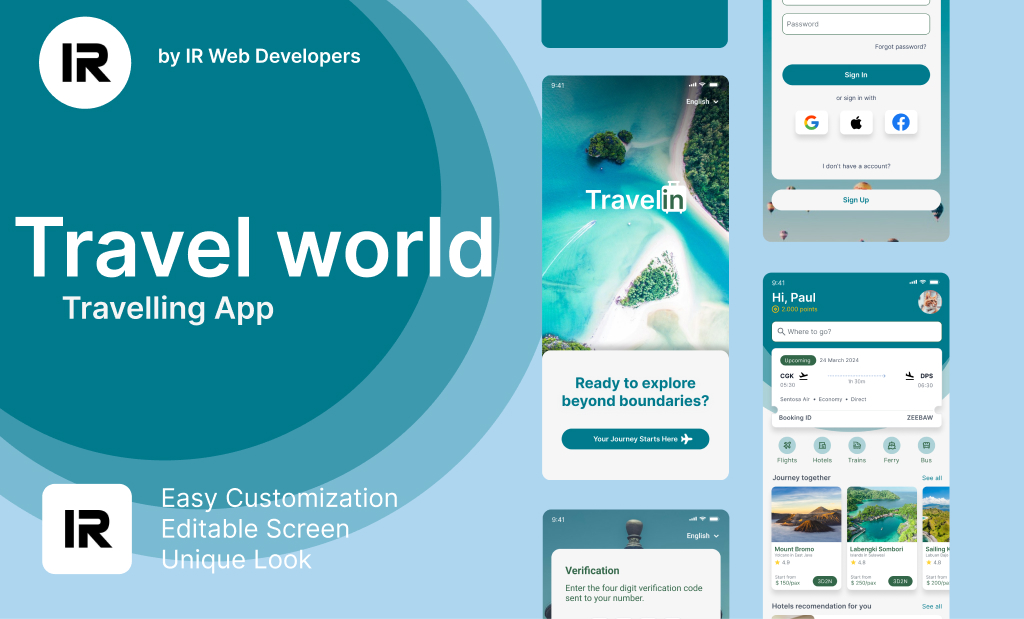 IR
by IR Web Developers
Travel world
Travelling App
IR
Easy Customization
Editable Screen
Unique Look
9:41
English
Travelin
Ready to explore
beyond boundaries?
Your Journey Starts Here
9:41
English
Verification
Enter the four digit verification code
sent to your number.
Password
Forgot password?
Sign In
or sign in with
I don't have a account?
Sign Up
9:41
Hi, Paul
2,000 points
Where to go?
Upcoming 24 March 2024
CGK DPS
05:30 1h 30m 06:30
Sentosa Air • Economy • Direct
Booking ID ZEEBAW
Flights Hotels Trains Ferry Bus
Journey together See all
Mount Bromo Labengki Sombori Sailing K
Volcano in East Java Islands in Sulawesi Labuan Ba
4.8 4.8 4.8
Start from Start from Start from
$ 150/pax 3D2N $ 250/pax 3D2N $ 200/pa
Hotels recomendation for you See all